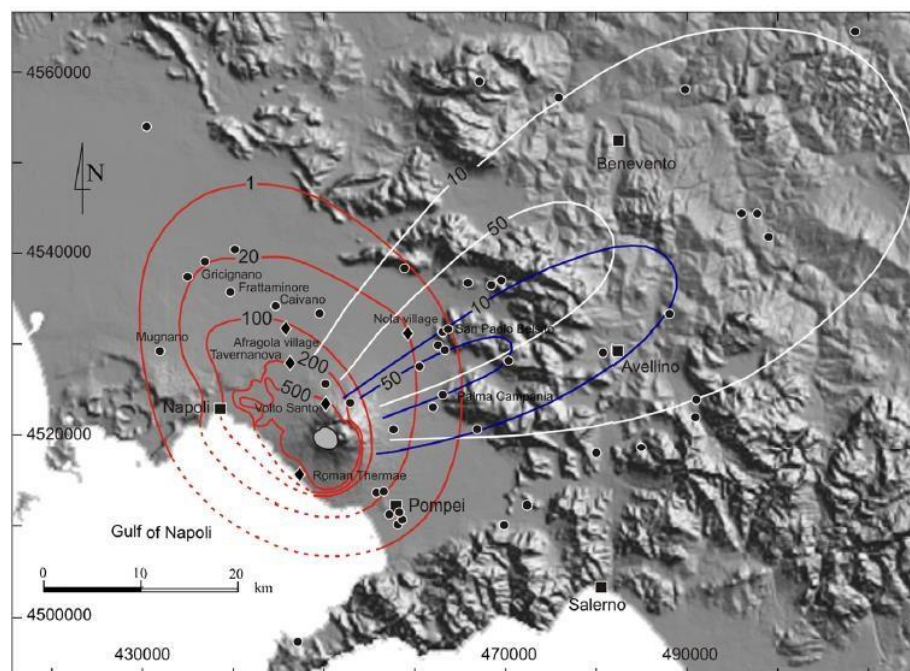 4560000
10
Benevento
N
1
50
4540000
20
Gricignano
Frattaminore
10
Caivano
100
Nola village
San Paolo Belsito
Mugnano
Afragola village
Tavernanova
200
50
Avellino
500
Napoli
Volto Santo
Palma Campania
4520000
Roman Thermae
Pompei
Gulf of Napoli
0 10 20
km
Salerno
4500000
430000 470000 490000